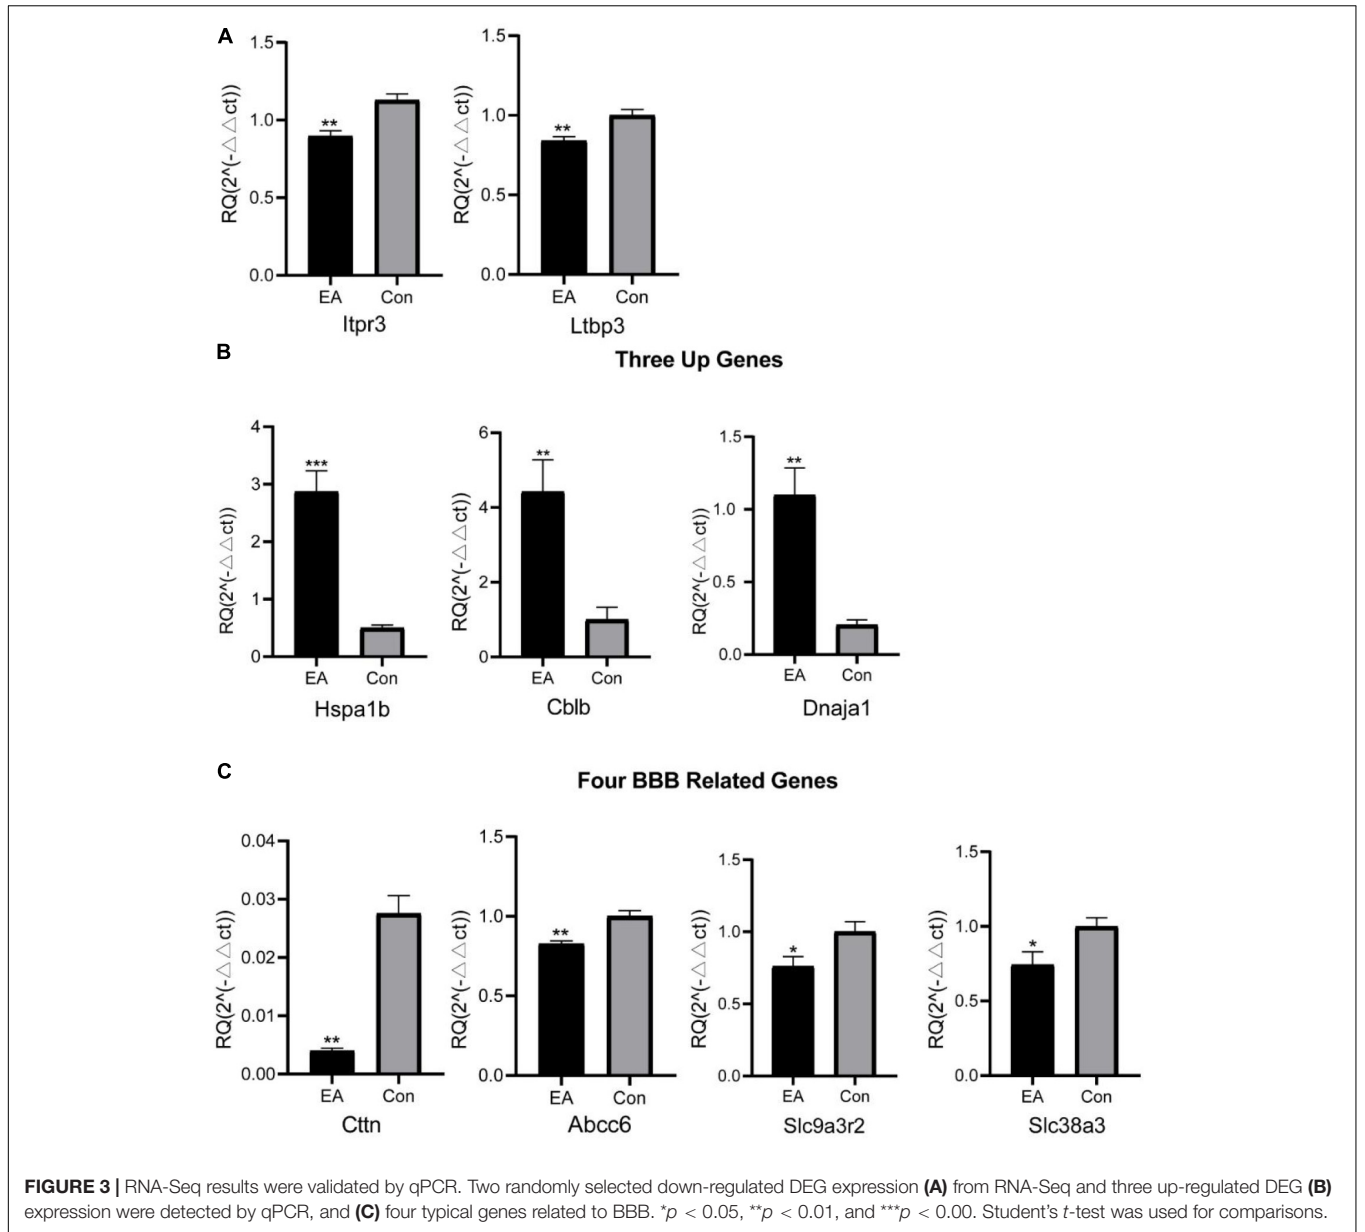 A
1.5
1.0
0.5
0.0
RQ(2^(-△△ct))
**
EA Con
Itpr3
1.5
1.0
0.5
0.0
RQ(2^(-△△ct))
**
EA Con
Ltbp3
B
Three Up Genes
4
3
2
1
0
RQ(2^(-△△ct))
***
EA Con
Hspa1b
6
4
2
0
RQ(2^(-△△ct))
**
EA Con
Cblb
1.5
1.0
0.5
0.0
RQ(2^(-△△ct))
**
EA Con
Dnaja1
C
Four BBB Related Genes
0.04
0.03
0.02
0.01
0.00
RQ(2^(-△△ct))
**
EA Con
Cttn
1.5
1.0
0.5
0.0
RQ(2^(-△△ct))
**
EA Con
Abcc6
1.5
1.0
0.5
0.0
RQ(2^(-△△ct))
*
EA Con
Slc9a3r2
1.5
1.0
0.5
0.0
RQ(2^(-△△ct))
*
EA Con
Slc38a3
FIGURE 3 | RNA-Seq results were validated by qPCR. Two randomly selected down-regulated DEG expression (A) from RNA-Seq and three up-regulated DEG (B)
expression were detected by qPCR, and (C) four typical genes related to BBB. *p < 0.05, **p < 0.01, and ***p < 0.00. Student's t-test was used for comparisons.